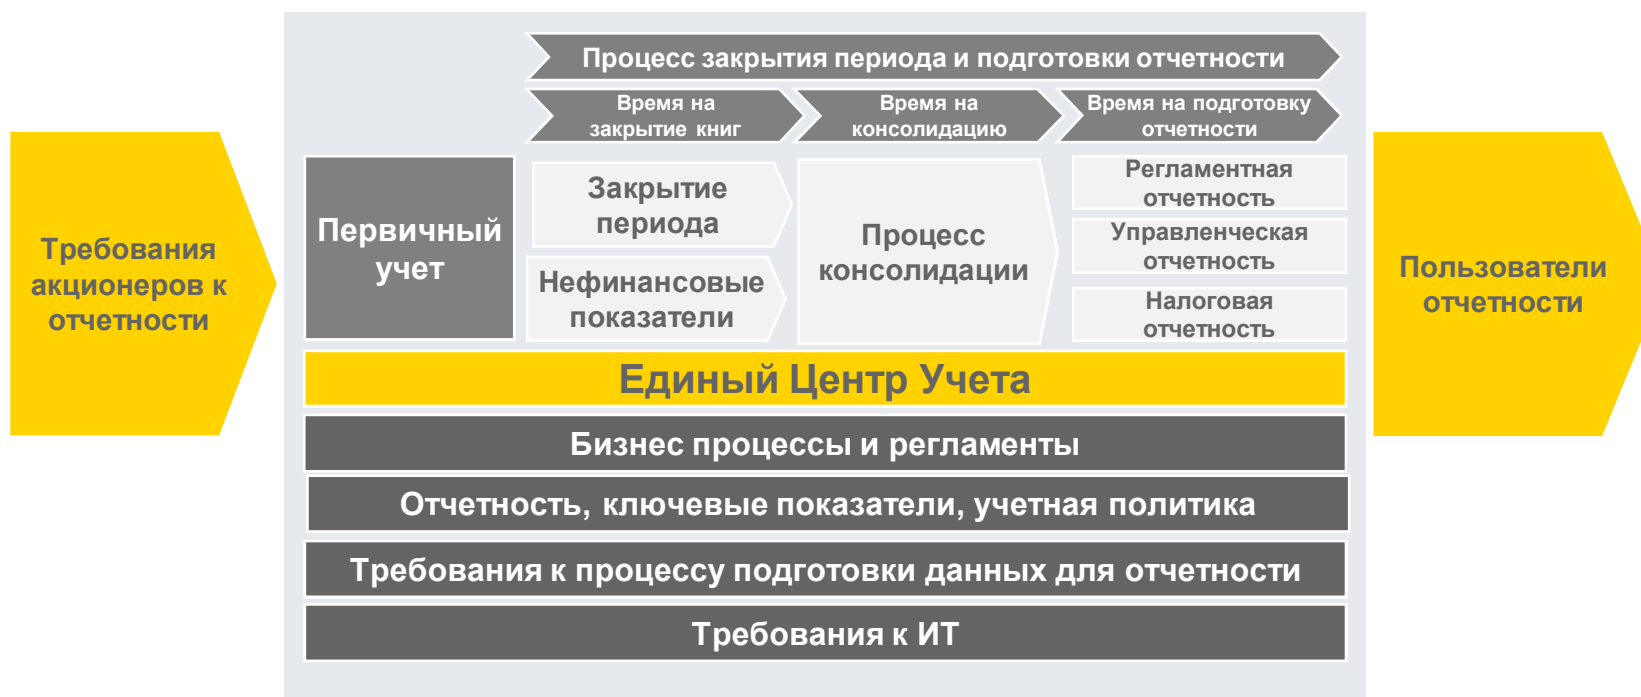 Процесс закрытия периода и подготовки отчетности
Время на
закрытие книг
Время на
консолидацию
Время на подготовку
отчетности
Требования
акционеров к
отчетности
Первичный
учет
Закрытие
периода
Нефинансовые
показатели
Процесс
консолидации
Регламентная
отчетность
Управленческая
отчетность
Налоговая
отчетность
Пользователи
отчетности
Единый Центр Учета
Бизнес процессы и регламенты
Отчетность, ключевые показатели, учетная политика
Требования к процессу подготовки данных для отчетности
Требования к ИТ